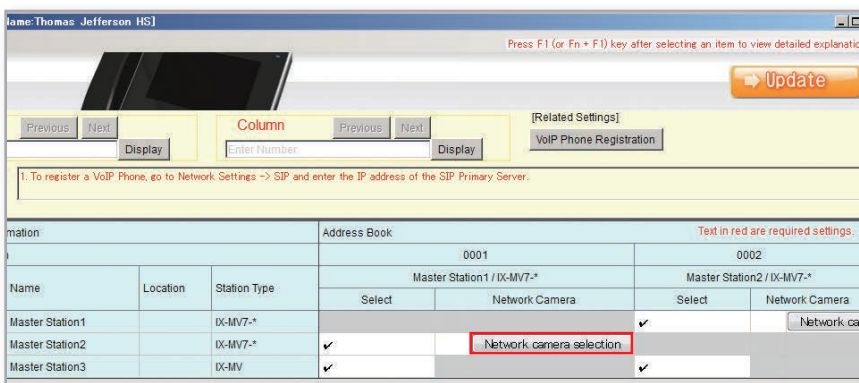 Name:Thomas Jefferson HS]
Press F1 (or Fn + F1) key after selecting an item to view detailed explanatio
Update
Previous Next Column Previous Next [Related Settings]
Display Enter Number Display VoIP Phone Registration
1. To register a VoIP Phone, go to Network Settings -> SIP and enter the IP address of the SIP Primary Server.
mation Address Book Text in red are required settings.
0001 0002
Name Location Station Type Master Station1 / IX-MV7-* Master Station2 / IX-MV7-*
Select Network Camera Select Network Camera
Master Station1 IX-MV7-* ✔ Network ca
Master Station2 IX-MV7-* ✔ Network camera selection
Master Station3 IX-MV ✔ ✔